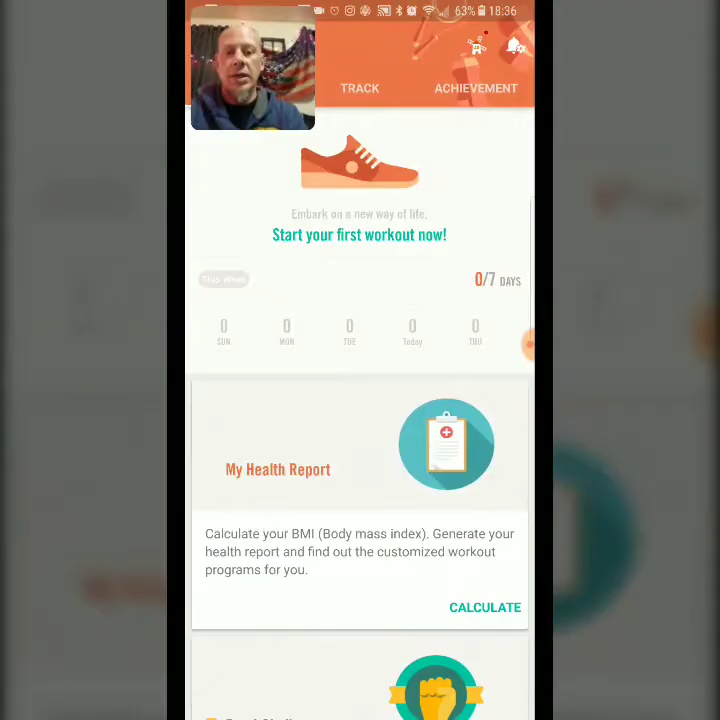 63% 18:36
TRACK ACHIEVEMENT
Embark on a new way of life.
Start your first workout now!
This Week 0/7 DAYS
0 0 0 0 0
SUN MON TUE Today THU
My Health Report
Calculate your BMI (Body mass index). Generate your
health report and find out the customized workout
programs for you.
CALCULATE